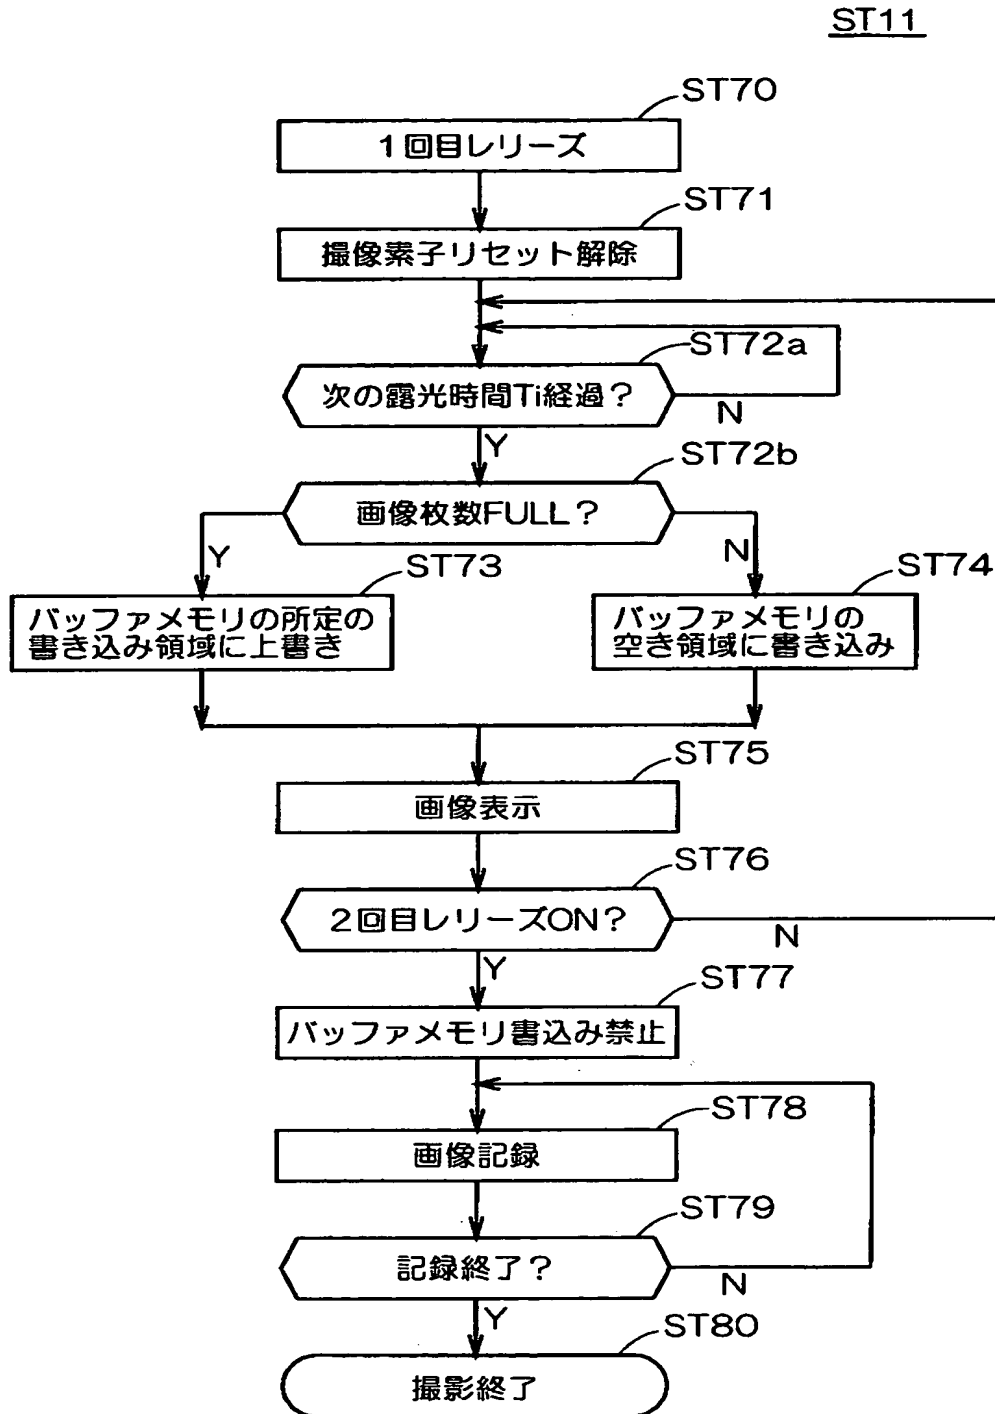 ST11
ST70
1回目レリーズ
ST71
撮像素子リセット解除
ST72a
次の露光時間Ti経過?
N
Y
ST72b
画像枚数FULL?
Y
N
ST73
ST74
バッファメモリの所定の
書き込み領域に上書き
バッファメモリの
空き領域に書き込み
ST75
画像表示
ST76
2回目レリーズON?
N
Y
ST77
バッファメモリ書込み禁止
ST78
画像記録
ST79
記録終了?
N
Y
ST80
撮影終了